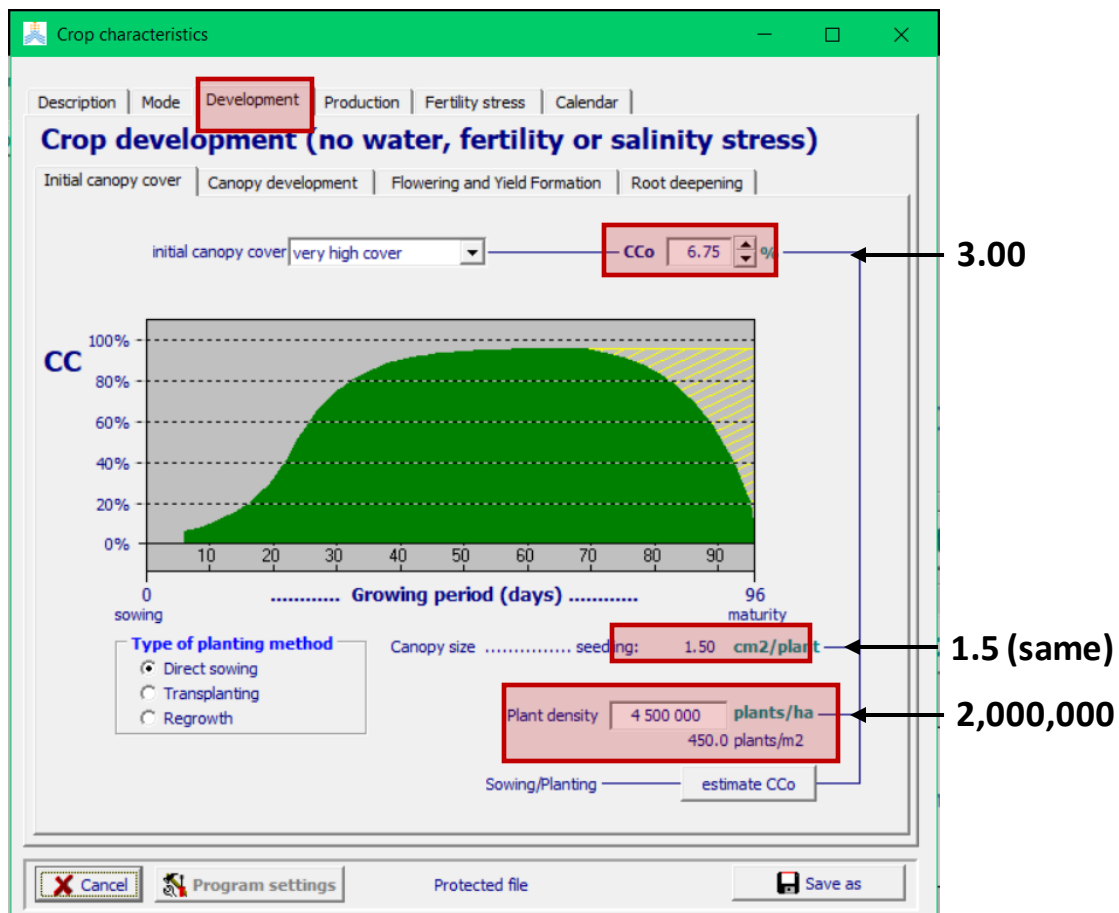 Crop characteristics
Description Mode Development Production Fertility stress Calendar
Crop development (no water, fertility or salinity stress)
Initial canopy cover Canopy development Flowering and Yield Formation Root deepening
initial canopy cover very high cover CCo 6.75 % 3.00
CC
100%
80%
60%
40%
20%
0%
10 20 30 40 50 60 70 80 90
0 ............ Growing period (days) ............ 96
sowing maturity
Type of planting method
Direct sowing
Transplanting
Regrowth
Canopy size ............... seeding: 1.50 cm2/plant 1.5 (same)
Plant density 4 500 000 plants/ha 2,000,000
450.0 plants/m2
Sowing/Planting estimate CCo
Cancel Program settings Protected file Save as